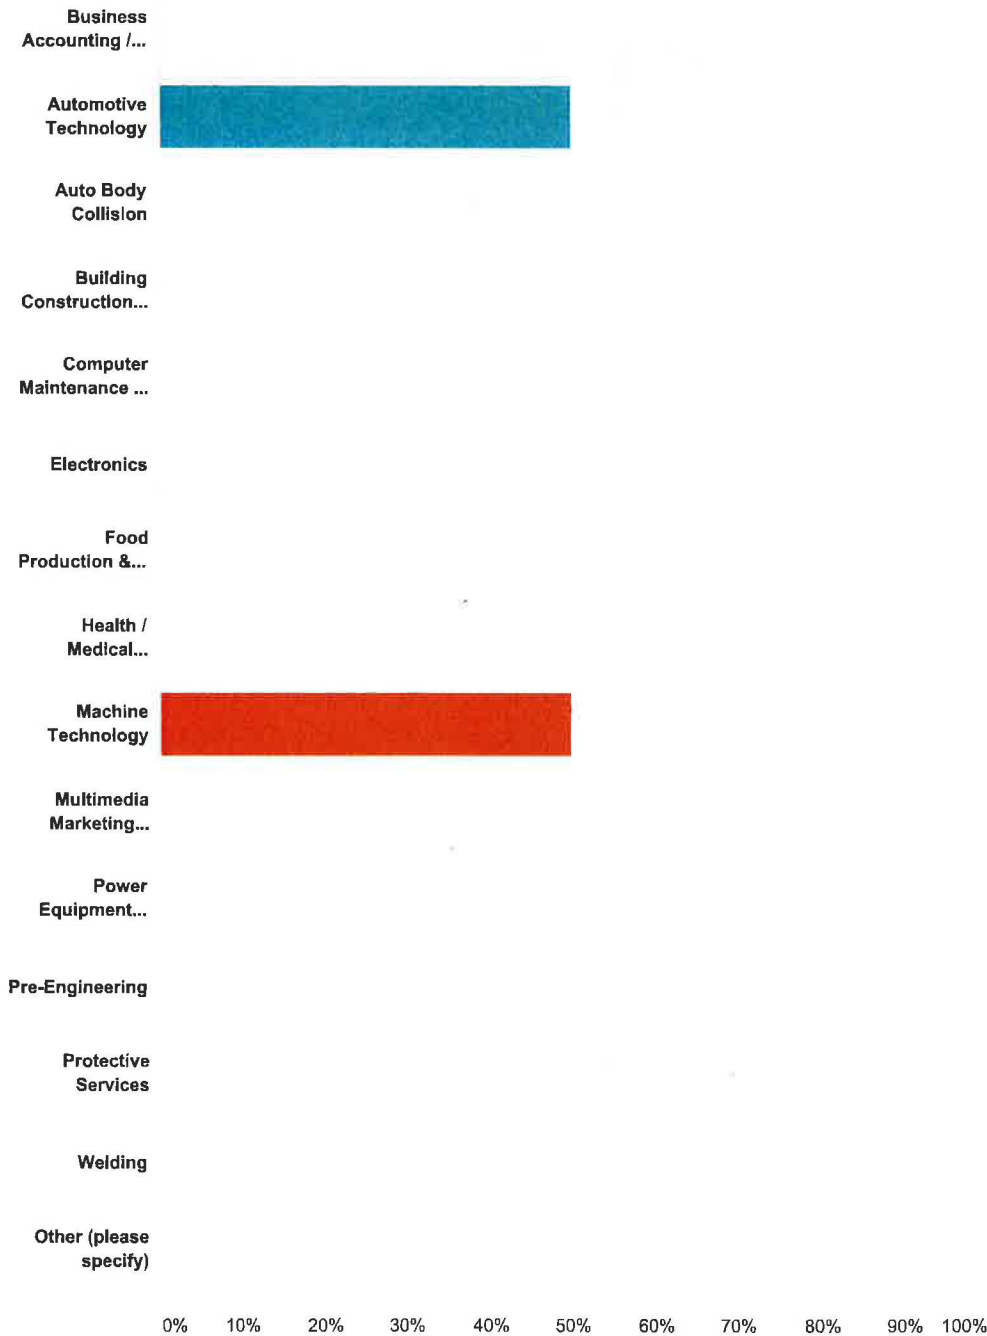 Business
Accounting /...
Automotive
Technology
Auto Body
Collision
Building
Construction...
Computer
Maintenance ...
Electronics
Food
Production &...
Health /
Medical...
Machine
Technology
Multimedia
Marketing...
Power
Equipment...
Pre-Engineering
Protective
Services
Welding
Other (please
specify)
0% 10% 20% 30% 40% 50% 60% 70% 80% 90% 100%